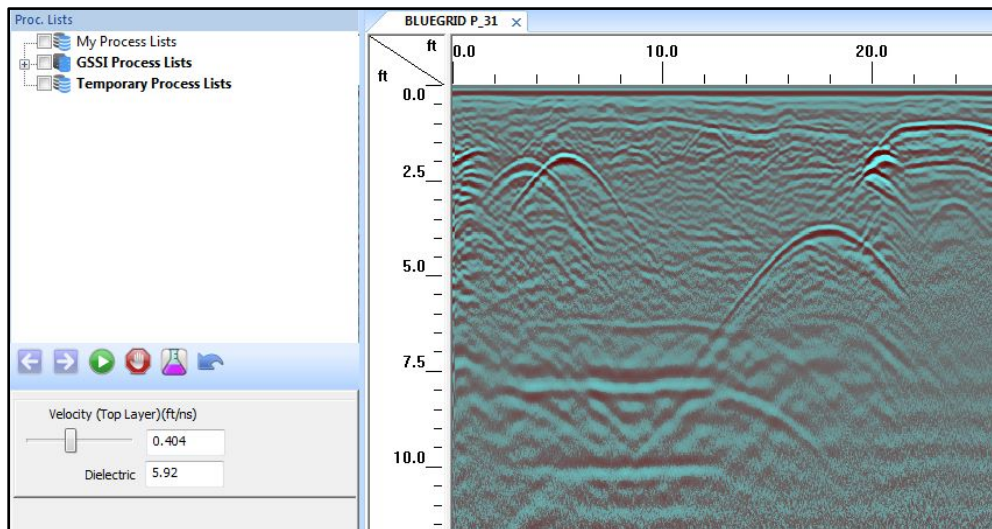 Proc. Lists
My Process Lists
GSSI Process Lists
Temporary Process Lists
Velocity (Top Layer)(ft/ns)
0.404
Dielectric 5.92
BLUEGRID P_31
ft
ft
0.0 10.0 20.0
0.0
2.5
5.0
7.5
10.0